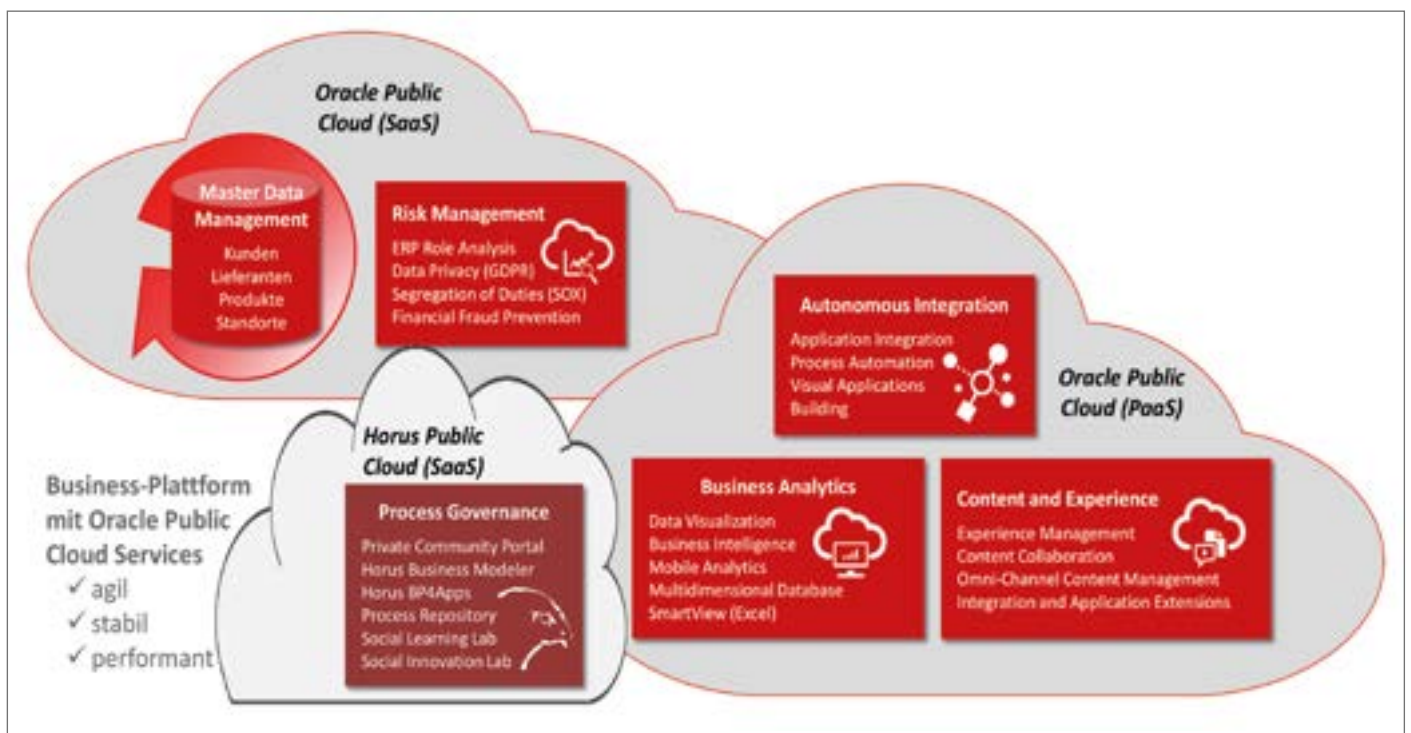 Oracle Public
Cloud (SaaS)
Master Data
Management
Kunden
Lieferanten
Produkte
Standorte
Risk Management
ERP Role Analysis
Data Privacy (GDPR)
Segregation of Duties (SOX)
Financial Fraud Prevention
Autonomous Integration
Application Integration
Process Automation
Visual Applications
Building
Oracle Public
Cloud (PaaS)
Horus Public
Cloud (SaaS)
Process Governance
Private Community Portal
Horus Business Modeler
Horus BP4Apps
Process Repository
Social Learning Lab
Social Innovation Lab
Business Analytics
Data Visualization
Business Intelligence
Mobile Analytics
Multidimensional Database
SmartView (Excel)
Content and Experience
Experience Management
Content Collaboration
Omni-Channel Content Management
Integration and Application Extensions
Business-Plattform
mit Oracle Public
Cloud Services
✓ agil
✓ stabil
✓ performant